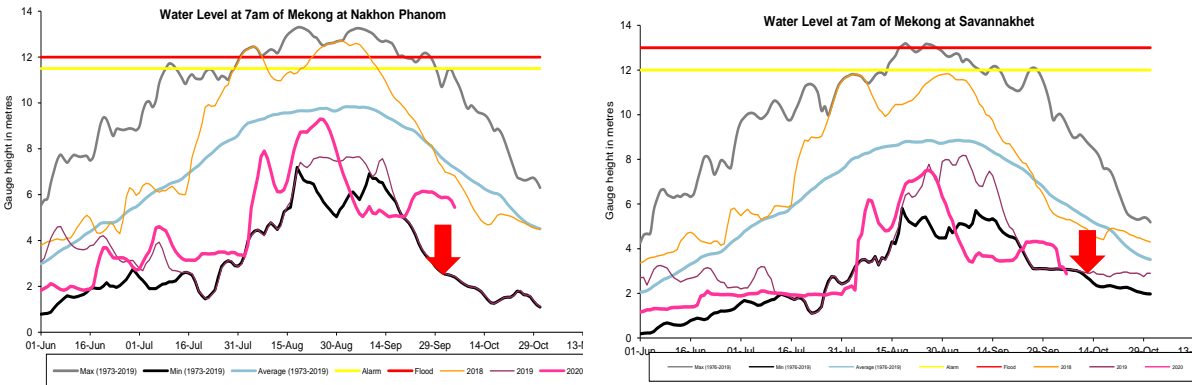 Water Level at 7am of Mekong at Nakhon Phanom
Gauge height in metres
14
12
10
8
6
4
2
0
01-Jun 16-Jun 01-Jul 16-Jul 31-Jul 15-Aug 30-Aug 14-Sep 29-Sep 14-Oct 29-Oct 13-
Max (1973-2019) Min (1973-2019) Average (1973-2019) Alarm Flood 2018 2019 2020
Water Level at 7am of Mekong at Savannakhet
Gauge height in metres
14
12
10
8
6
4
2
0
01-Jun 16-Jun 01-Jul 16-Jul 31-Jul 15-Aug 30-Aug 14-Sep 29-Sep 14-Oct 29-Oct 13-
Max (1976-2019) Min (1976-2019) Average (1976-2019) Alarm Flood 2018 2019 2020